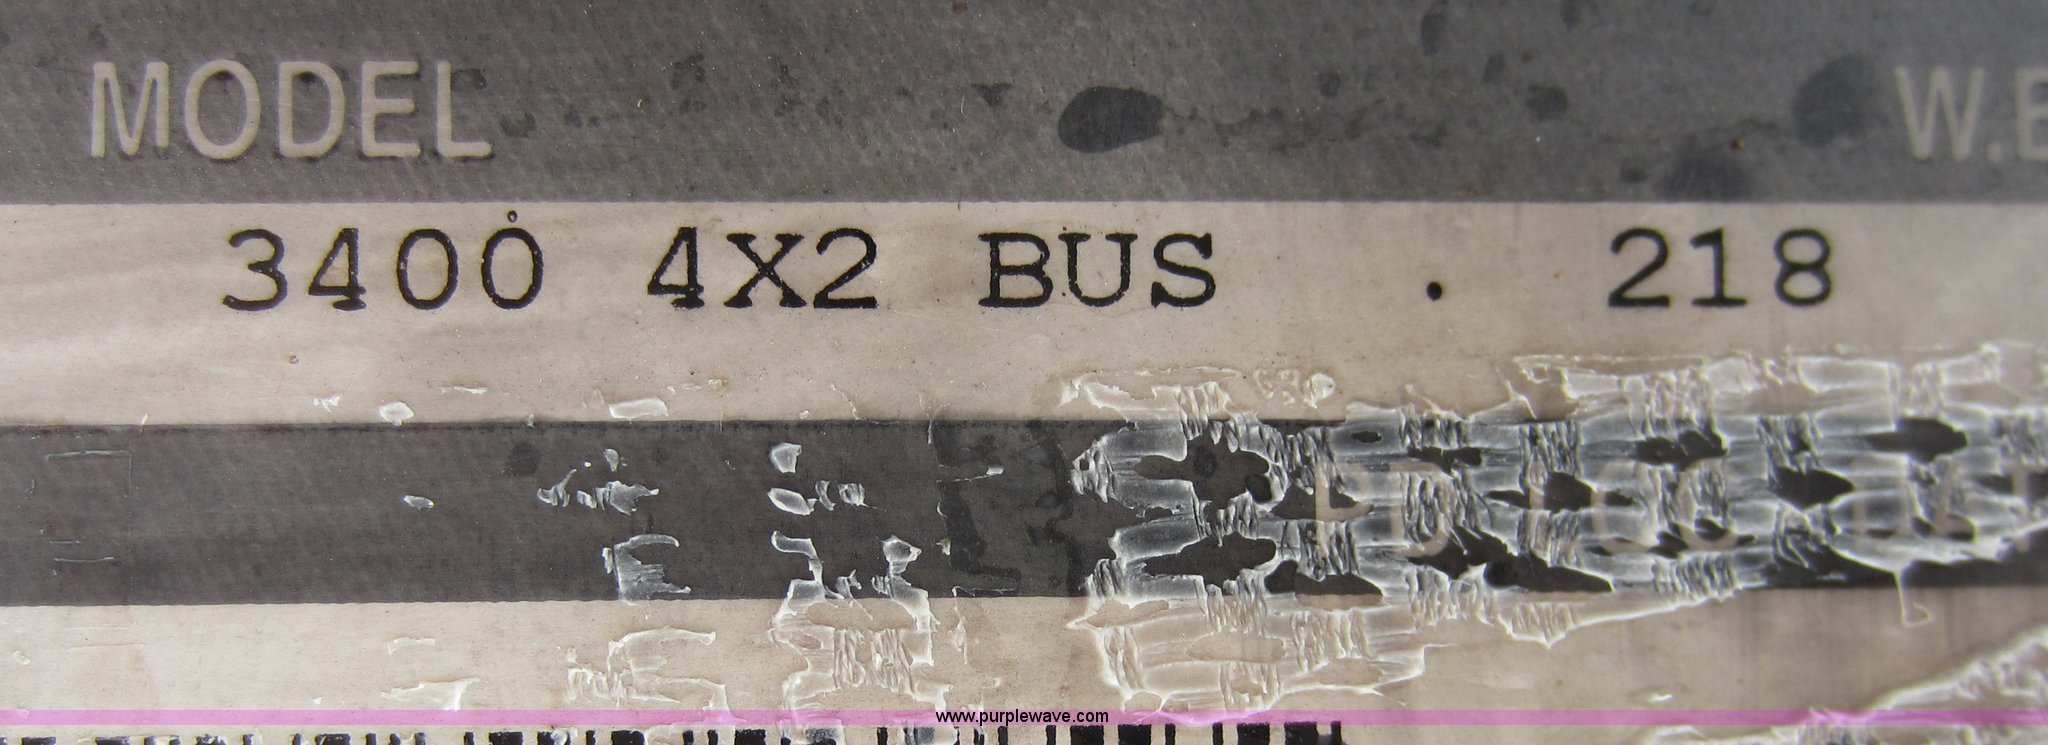 MODEL W.B
3400 4X2 BUS . 218
www.purplewave.com